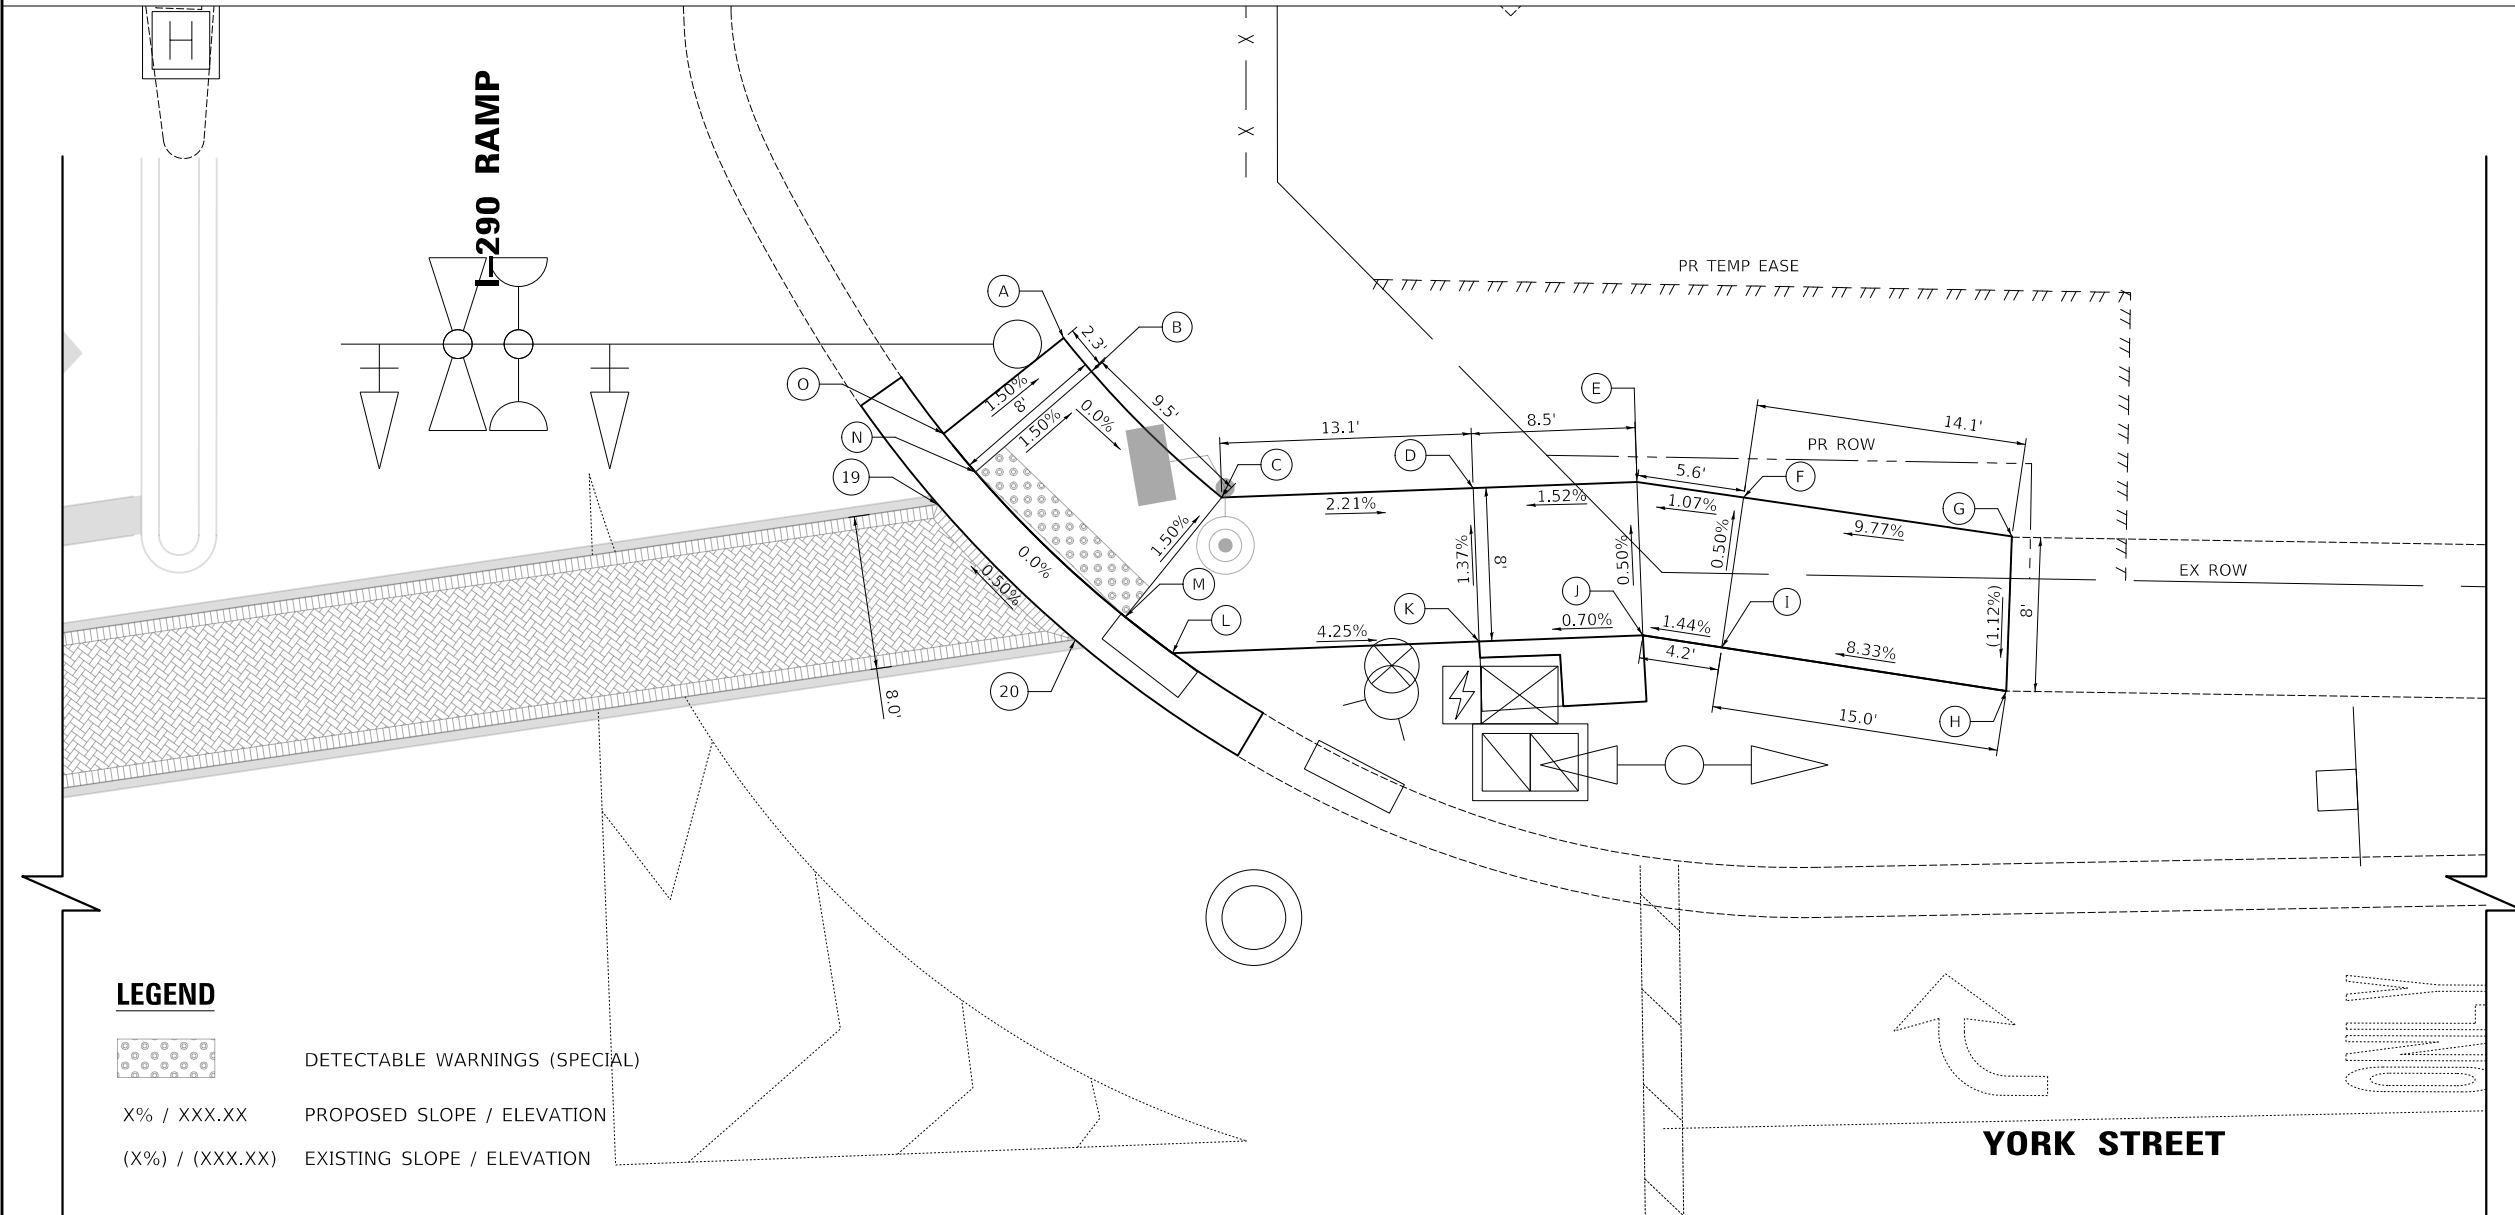 H
I-290 RAMP
PR TEMP EASE
A
2.3'
B
O
1.50%
8'
1.50%
0.0%
9.5'
13.1'
8.5'
E
14.1'
PR ROW
N
D
C
5.6'
F
19
2.21%
1.52%
1.07%
G
9.77%
1.50%
1.37%
8'
0.50%
0.50%
0.0%
0.50%
M
EX ROW
K
J
I
L
4.25%
0.70%
1.44%
(1.12%)
8'
4.2'
8.33%
20
8.0'
15.0'
H
X
X
LEGEND
DETECTABLE WARNINGS (SPECIAL)
X% / XXX.XX PROPOSED SLOPE / ELEVATION
(X%) / (XXX.XX) EXISTING SLOPE / ELEVATION
ONLY
YORK STREET